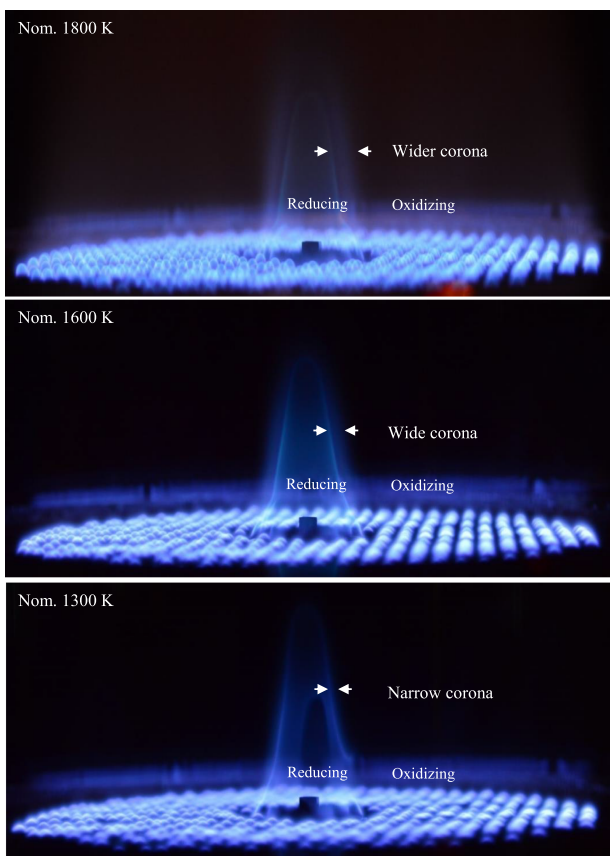 Nom. 1800 K
Wider corona
Reducing Oxidizing
Nom. 1600 K
Wide corona
Reducing Oxidizing
Nom. 1300 K
Narrow corona
Reducing Oxidizing